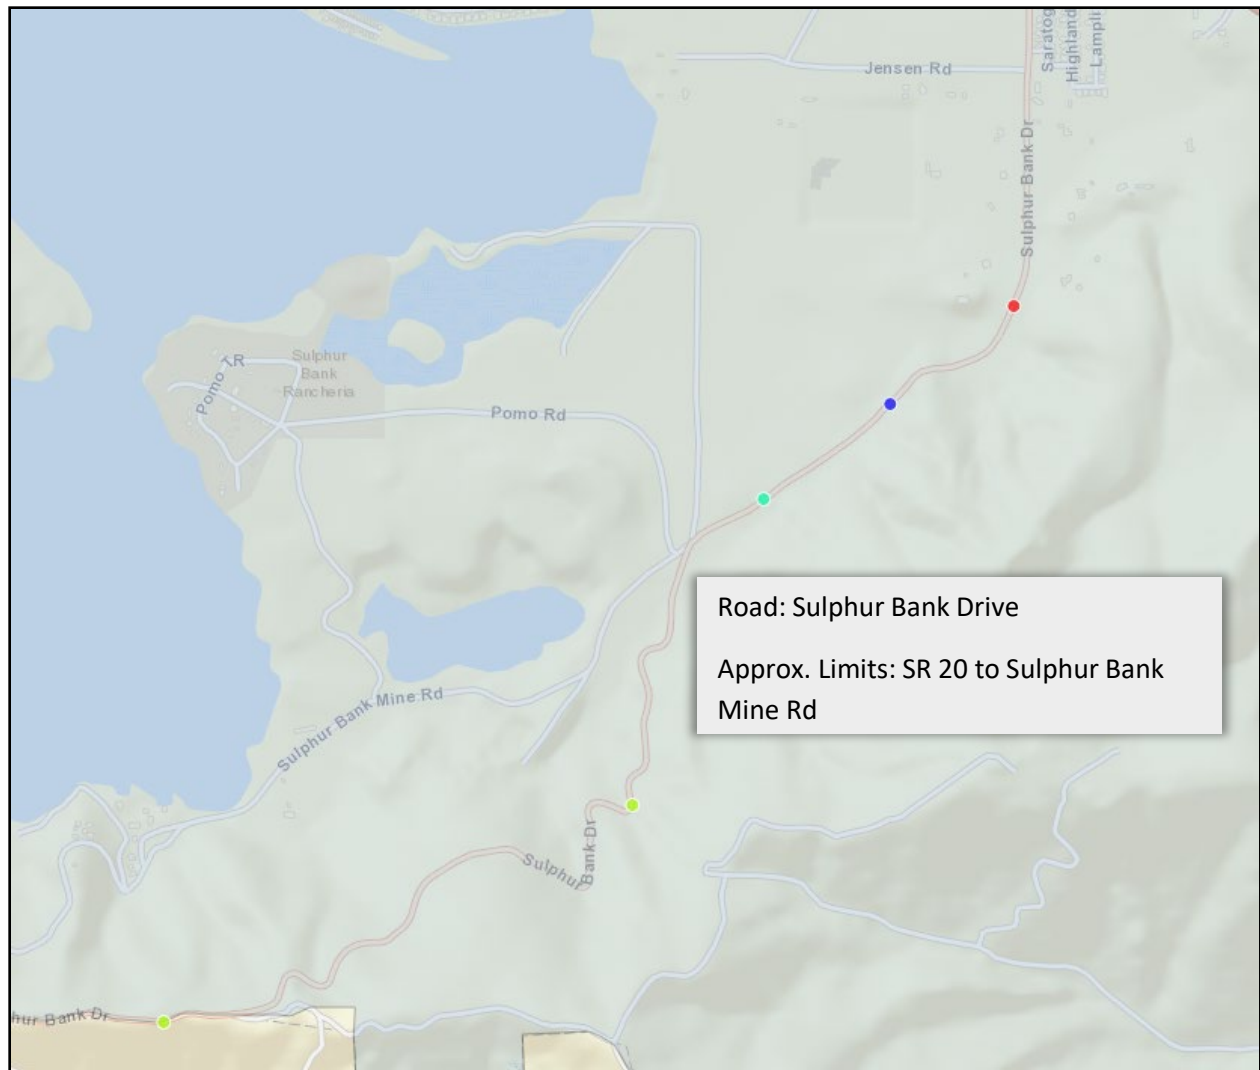 Saratog
Highland
Lampli
Jensen Rd
Sulphur Bank Dr
Sulphur
Bank
Rancheria
Pomo TR
Pomo Rd
Road: Sulphur Bank Drive
Approx. Limits: SR 20 to Sulphur Bank
Mine Rd
Sulphur Bank Mine Rd
Sulphur
Bank Dr
hur Bank Dr